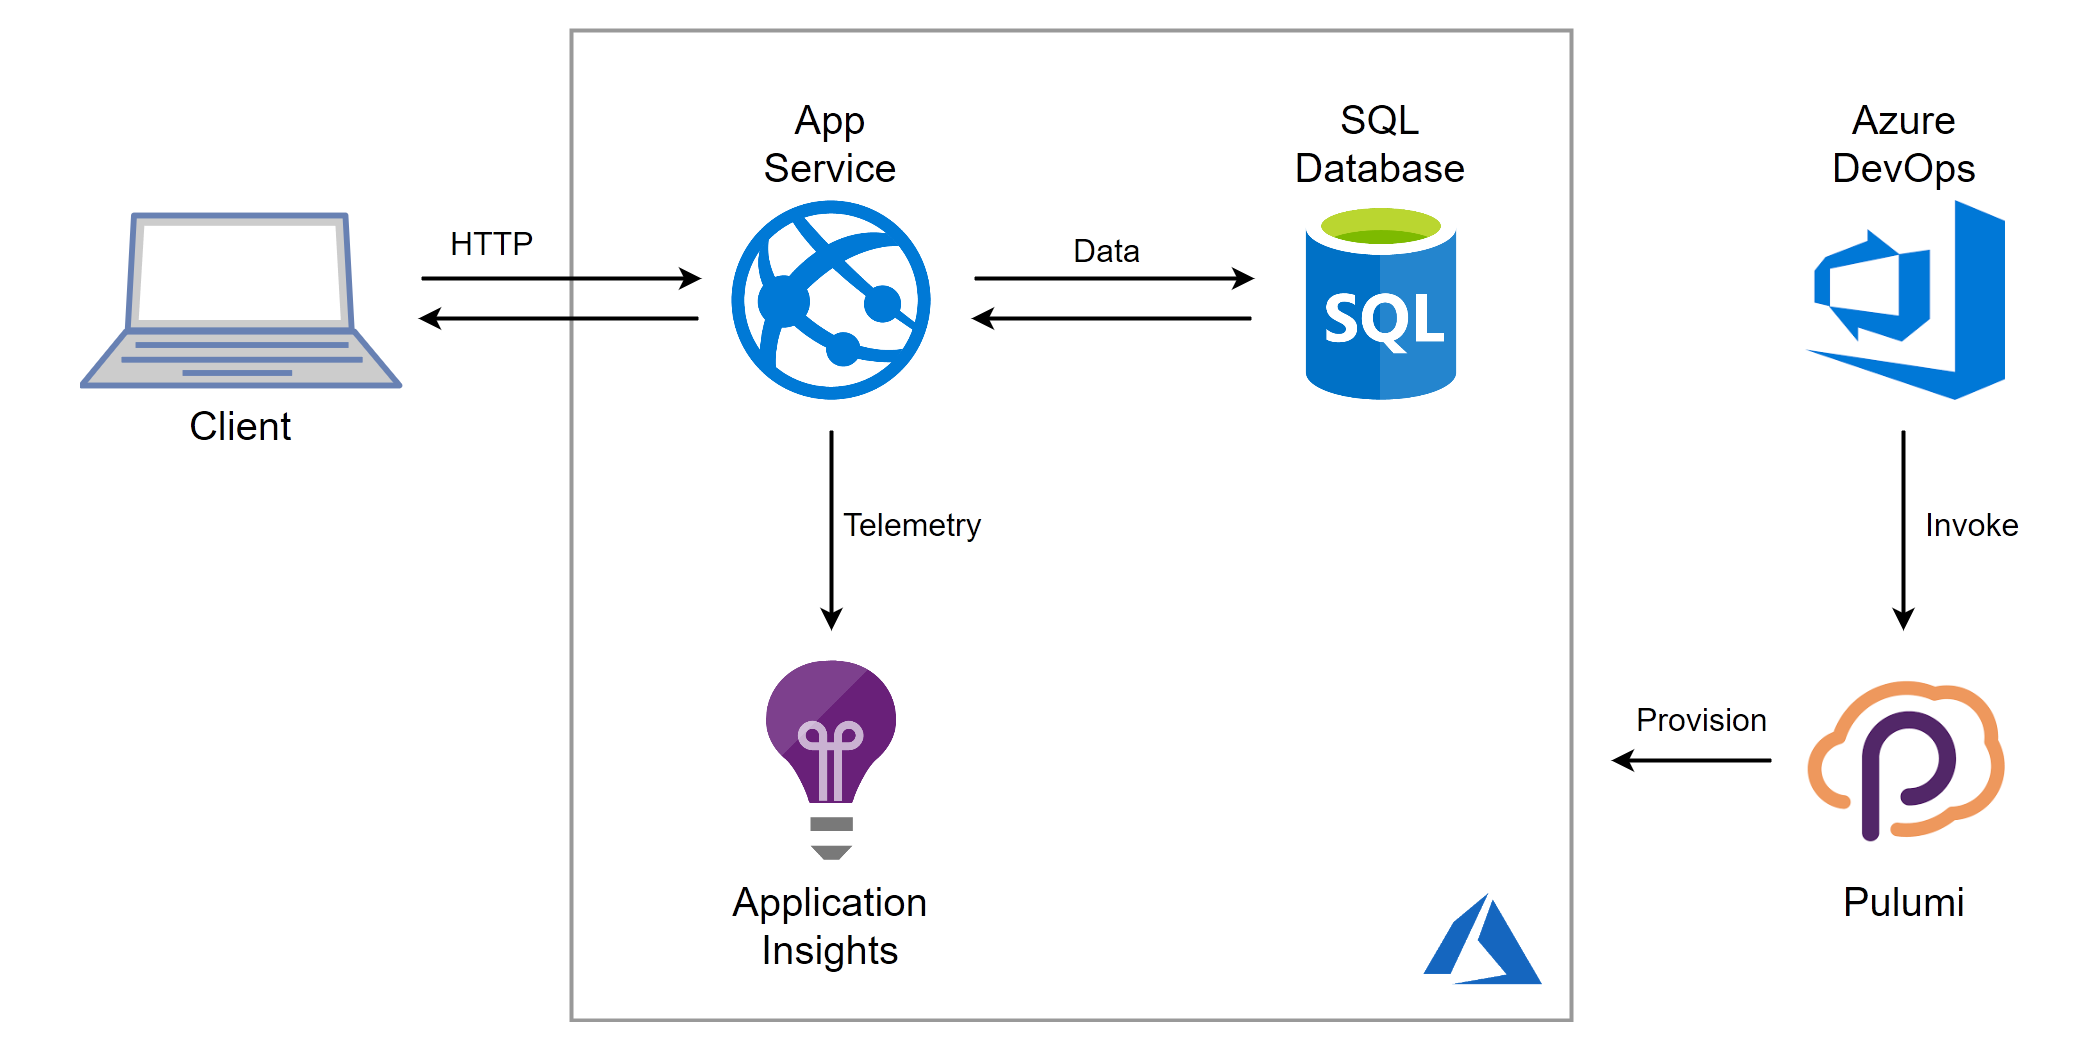 App
Service
SQL
Database
Azure
DevOps
HTTP
Data
SQL
Client
Telemetry
Invoke
Provision
Application
Insights
Pulumi